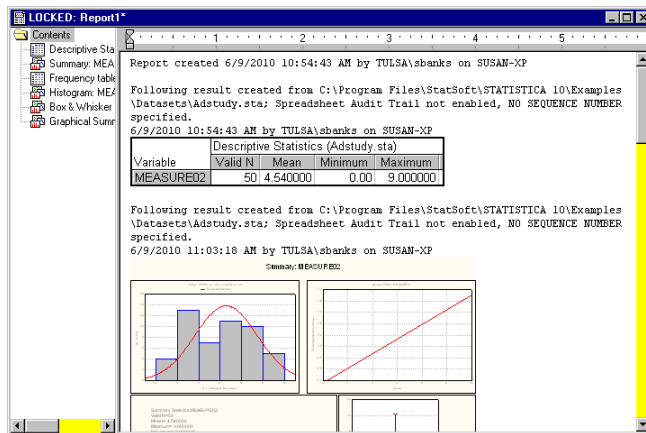 LOCKED: Report1*
Contents
Descriptive Sta
Summary: MEA
Frequency table
Histogram: MEA
Box & Whisker
Graphical Summ
1 2 3 4 5
Report created 6/9/2010 10:54:43 AM by TULSA\sbanks on SUSAN-XP
Following result created from C:\Program Files\StatSoft\STATISTICA 10\Examples
\Datasets\Adstudy.sta; Spreadsheet Audit Trail not enabled, NO SEQUENCE NUMBER
specified.
6/9/2010 10:54:43 AM by TULSA\sbanks on SUSAN-XP
Descriptive Statistics (Adstudy.sta)
Variable Valid N Mean Minimum Maximum
MEASURE02 50 4.540000 0.00 9.000000
Following result created from C:\Program Files\StatSoft\STATISTICA 10\Examples
\Datasets\Adstudy.sta; Spreadsheet Audit Trail not enabled, NO SEQUENCE NUMBER
specified.
6/9/2010 11:03:18 AM by TULSA\sbanks on SUSAN-XP
Summary: MEASURE02